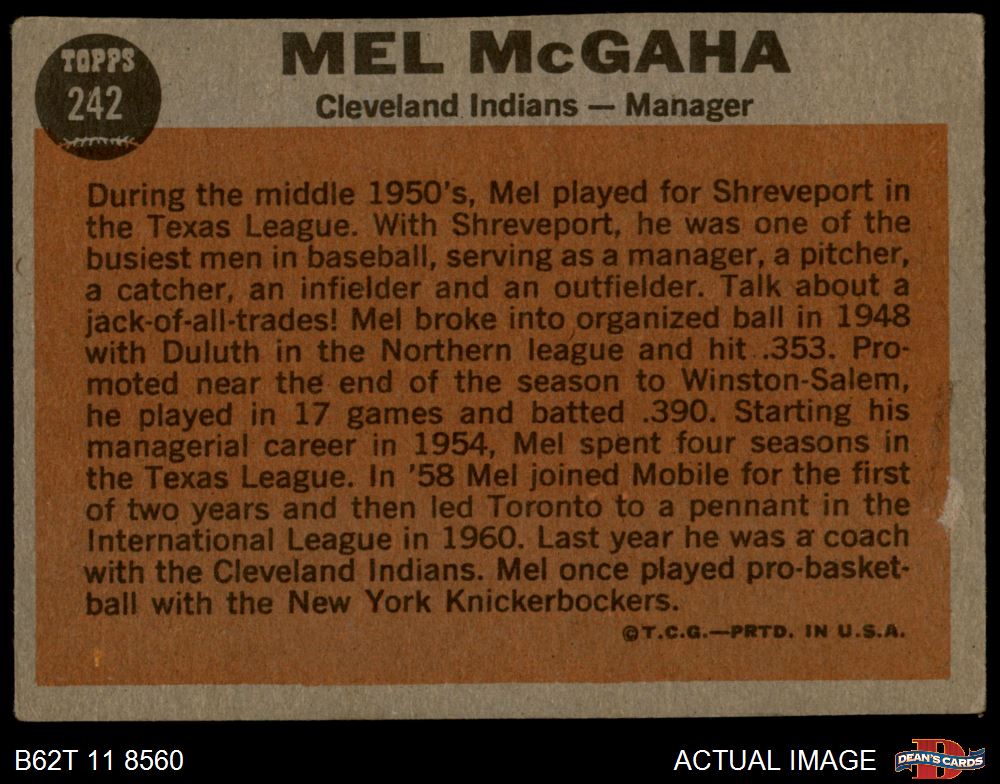 TOPPS
242
MEL McGAHA
Cleveland Indians — Manager
During the middle 1950's, Mel played for Shreveport in
the Texas League. With Shreveport, he was one of the
busiest men in baseball, serving as a manager, a pitcher,
a catcher, an infielder and an outfielder. Talk about a
jack-of-all-trades! Mel broke into organized ball in 1948
with Duluth in the Northern league and hit .353. Pro-
moted near the end of the season to Winston-Salem,
he played in 17 games and batted .390. Starting his
managerial career in 1954, Mel spent four seasons in
the Texas League. In '58 Mel joined Mobile for the first
of two years and then led Toronto to a pennant in the
International League in 1960. Last year he was a coach
with the Cleveland Indians. Mel once played pro-basket-
ball with the New York Knickerbockers.
©T.C.G.—PRTD. IN U.S.A.
B62T 11 8560
ACTUAL IMAGE
D
DEAN'S CARDS